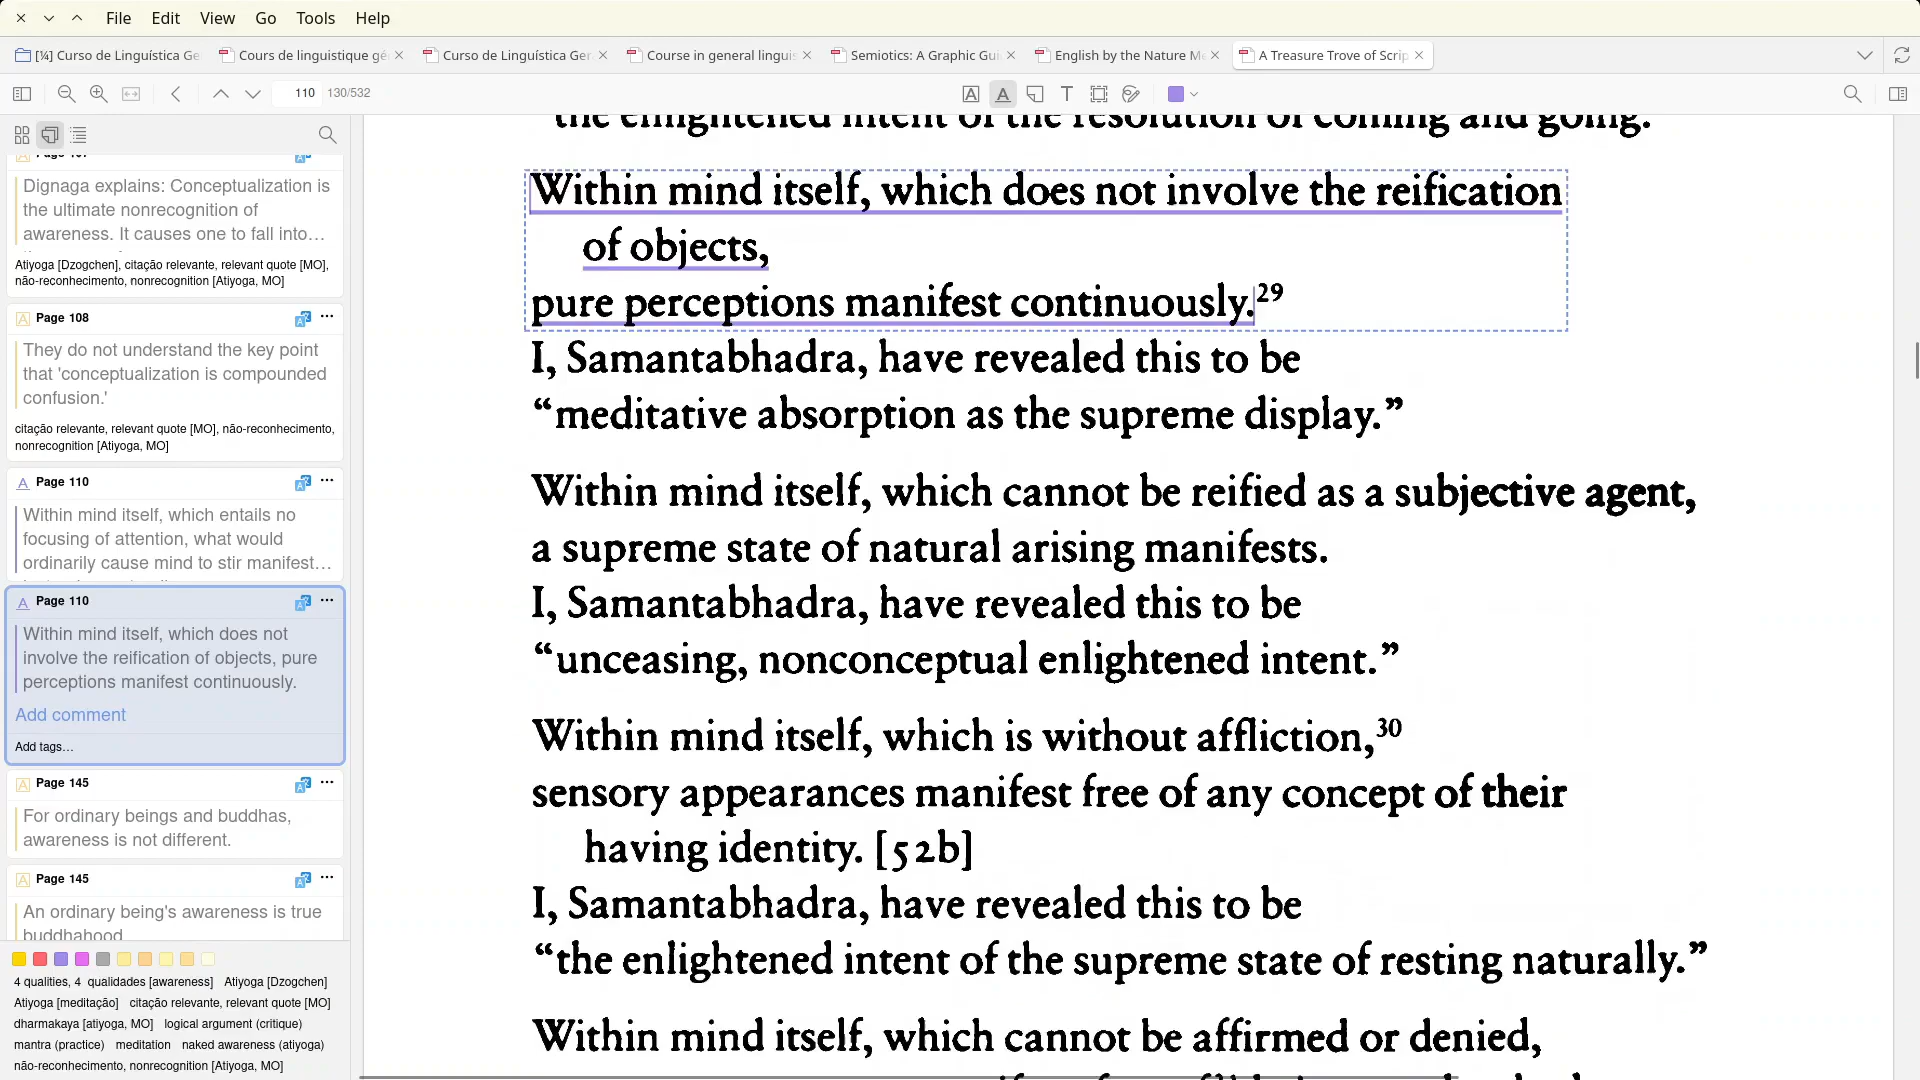 File Edit View Go Tools Help
[¼] Curso de Linguística Ge
Cours de linguistique gé
Curso de Linguística Ger
Course in general linguis
Semiotics: A Graphic Gui
English by the Nature Me
A Treasure Trove of Scrip
110 130/532
Dignaga explains: Conceptualization is
the ultimate nonrecognition of
awareness. It causes one to fall into…
Atiyoga [Dzogchen], citação relevante, relevant quote [MO],
não-reconhecimento, nonrecognition [Atiyoga, MO]
Page 108
They do not understand the key point
that 'conceptualization is compounded
confusion.'
citação relevante, relevant quote [MO], não-reconhecimento,
nonrecognition [Atiyoga, MO]
Page 110
Within mind itself, which entails no
focusing of attention, what would
ordinarily cause mind to stir manifest…
Page 110
Within mind itself, which does not
involve the reification of objects, pure
perceptions manifest continuously.
Add comment
Add tags…
Page 145
For ordinary beings and buddhas,
awareness is not different.
Page 145
An ordinary being's awareness is true
buddhahood
4 qualities, 4 qualidades [awareness] Atiyoga [Dzogchen]
Atiyoga [meditação] citação relevante, relevant quote [MO]
dharmakaya [atiyoga, MO] logical argument (critique)
mantra (practice) meditation naked awareness (atiyoga)
não-reconhecimento, nonrecognition [Atiyoga, MO]
the enlightened intent of the resolution of coming and going.
Within mind itself, which does not involve the reification
of objects,
pure perceptions manifest continuously.29
I, Samantabhadra, have revealed this to be
“meditative absorption as the supreme display.”
Within mind itself, which cannot be reified as a subjective agent,
a supreme state of natural arising manifests.
I, Samantabhadra, have revealed this to be
“unceasing, nonconceptual enlightened intent.”
Within mind itself, which is without affliction,30
sensory appearances manifest free of any concept of their
having identity. [52b]
I, Samantabhadra, have revealed this to be
“the enlightened intent of the supreme state of resting naturally.”
Within mind itself, which cannot be affirmed or denied,